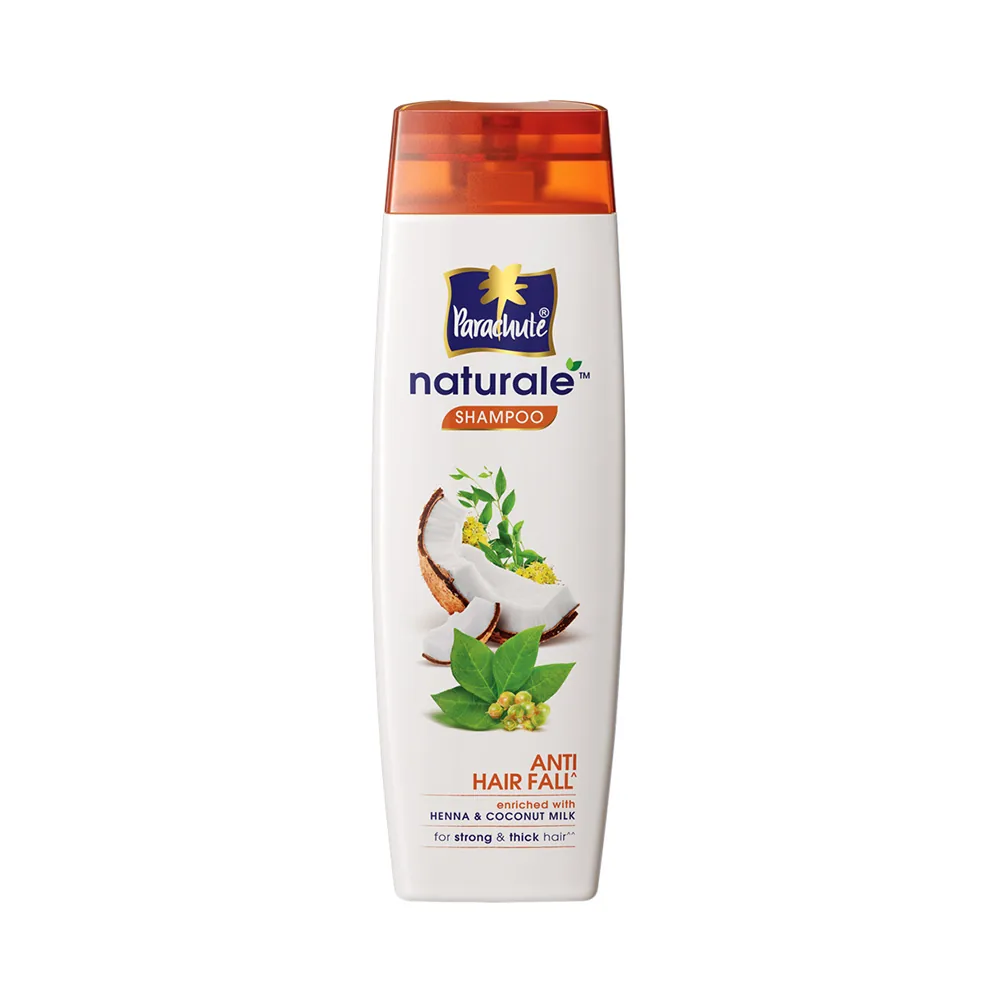 Parachute®
naturale™
SHAMPOO
ANTI
HAIR FALL^
enriched with
HENNA & COCONUT MILK
for strong & thick hair^^